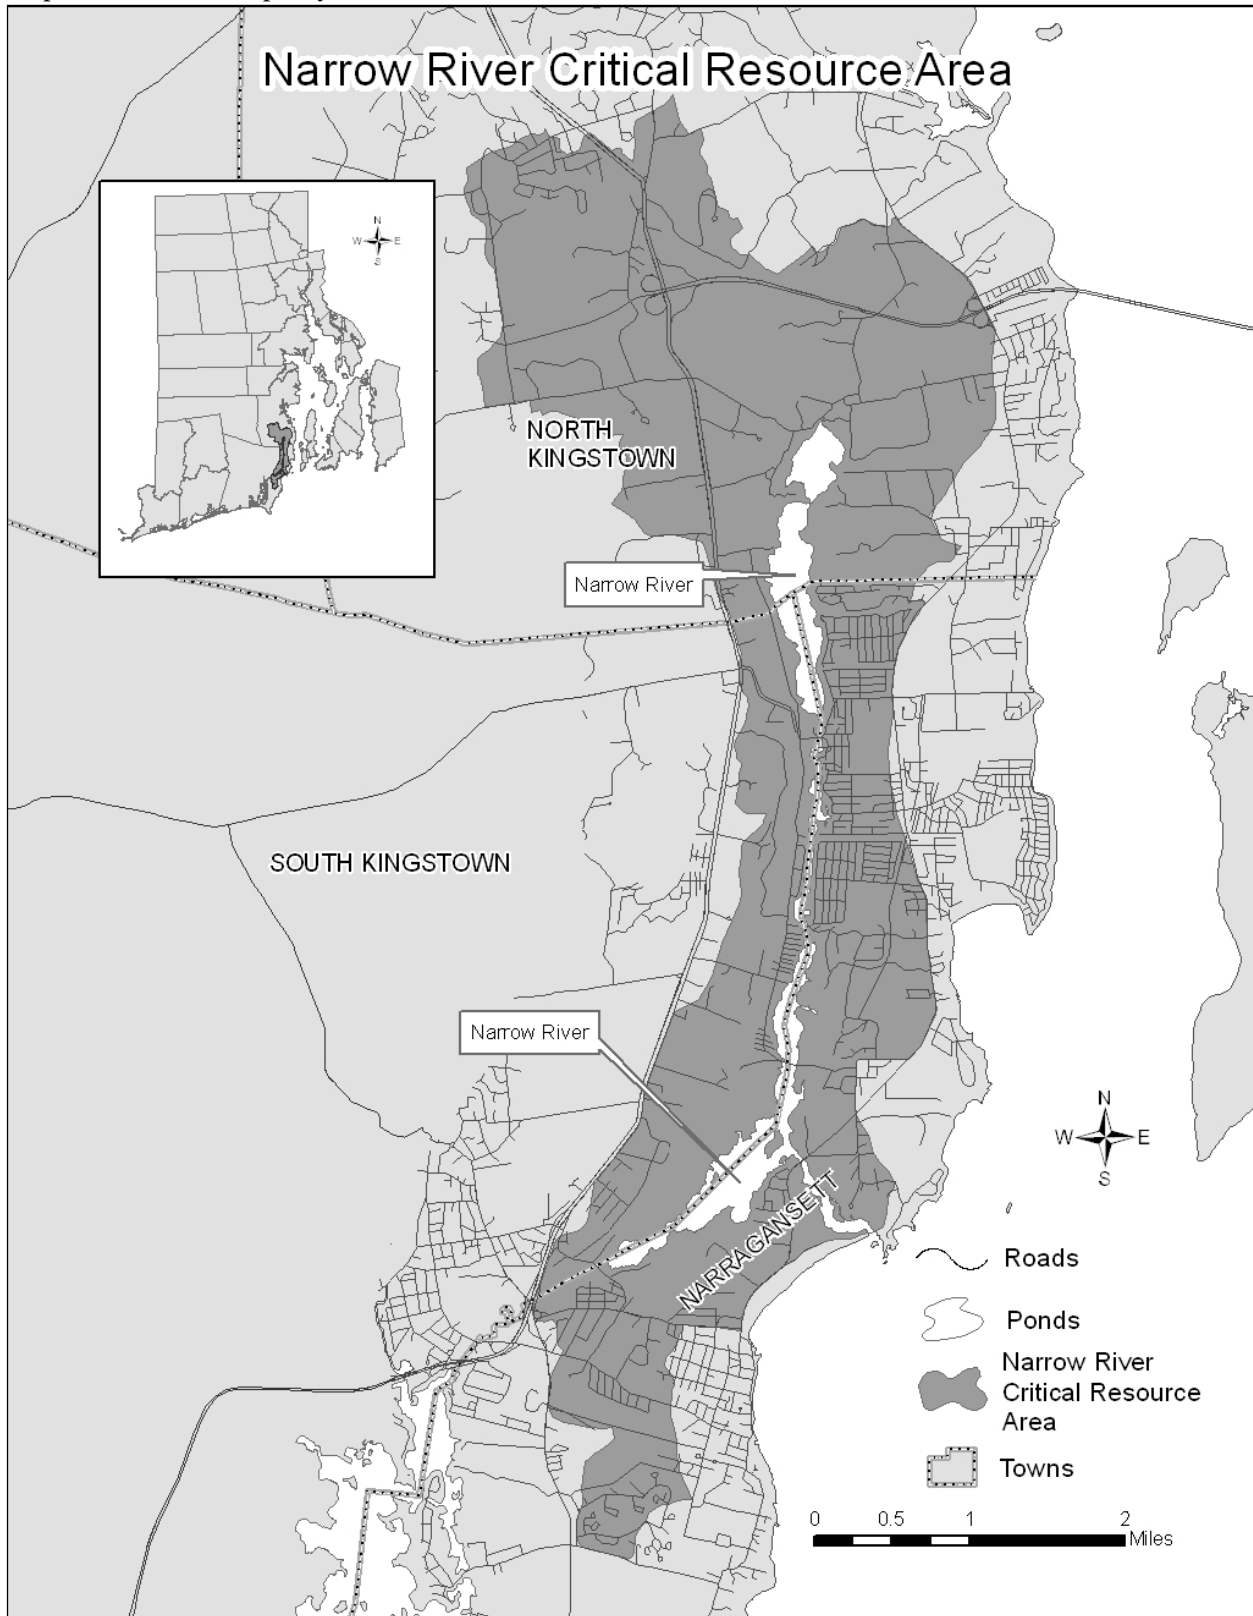 Narrow River Critical Resource Area
N
W E
S
NORTH
KINGSTOWN
Narrow River
SOUTH KINGSTOWN
Narrow River
N
W E
S
NARRAGANSETT
Roads
Ponds
Narrow River
Critical Resource
Area
Towns
0 0.5 1 2
Miles